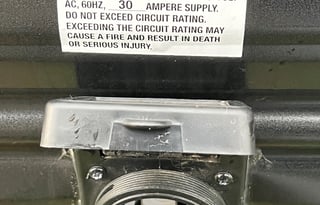 AC, 60HZ, 30 AMPERE SUPPLY.
DO NOT EXCEED CIRCUIT RATING.
EXCEEDING THE CIRCUIT RATING MAY
CAUSE A FIRE AND RESULT IN DEATH
OR SERIOUS INJURY.